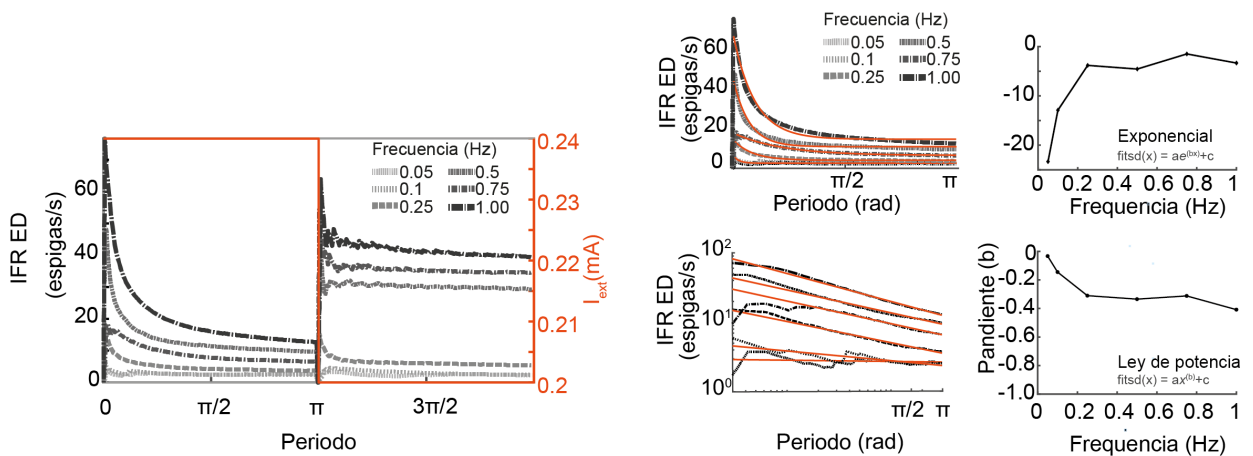 IFR ED
(espigas/s)
60
40
20
0
Frecuencia (Hz)
0.05
0.1
0.25
0.5
0.75
1.00
0.24
0.23
0.22
0.21
0.2
I_ext(mA)
0
π/2
π
3π/2
Periodo
IFR ED
(espigas/s)
60
40
20
0
Frecuencia (Hz)
0.05
0.1
0.25
0.5
0.75
1.00
π/2
π
Periodo (rad)
0
-10
-20
Exponencial
fitsd(x) = ae^(bx)+c
0
0.2
0.4
0.6
0.8
1
Frequencia (Hz)
IFR ED
(espigas/s)
10²
10¹
10⁰
π/2
π
Periodo (rad)
Pandiente (b)
0
-0.2
-0.4
-0.6
-0.8
-1.0
Ley de potencia
fitsd(x) = ax^(b)+c
0
0.2
0.4
0.6
0.8
1
Frequencia (Hz)